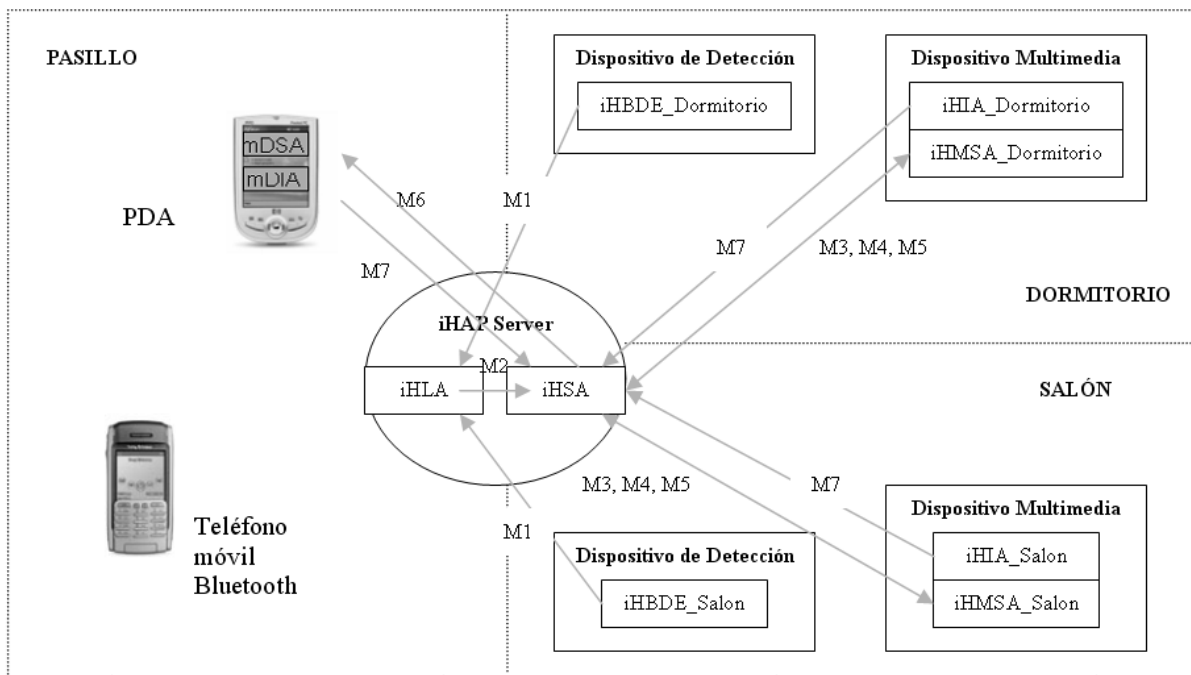 PASILLO
Dispositivo de Detección
iHBDE_Dormitorio
Dispositivo Multimedia
iHIA_Dormitorio
iHMSA_Dormitorio
mDSA
mDIA
PDA
M6
M1
M7
M7
M3, M4, M5
DORMITORIO
iHAP Server
M2
iHLA
iHSA
SALÓN
M3, M4, M5
M7
M1
Teléfono
móvil
Bluetooth
Dispositivo de Detección
iHBDE_Salon
Dispositivo Multimedia
iHIA_Salon
iHMSA_Salon